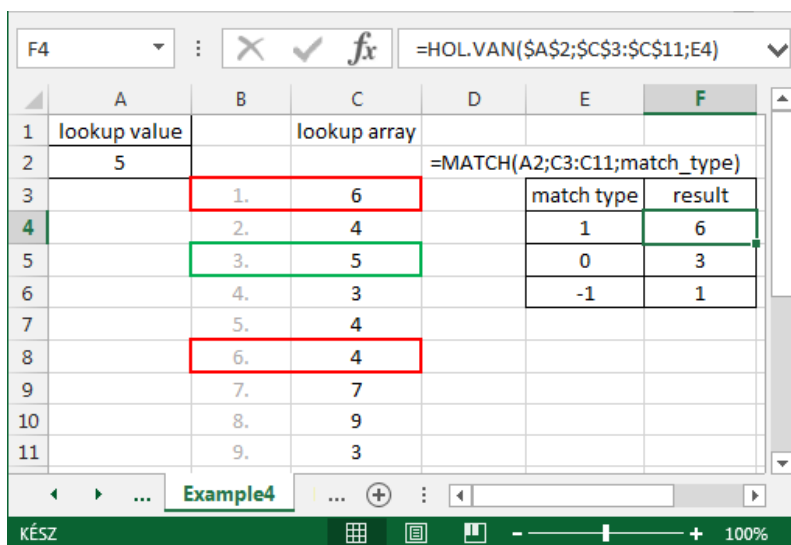 F4 fx =HOL.VAN($A$2;$C$3:$C$11;E4)
A B C D E F
1 lookup value lookup array
2 5 =MATCH(A2;C3:C11;match_type)
3 1. 6 match type result
4 2. 4 1 6
5 3. 5 0 3
6 4. 3 -1 1
7 5. 4
8 6. 4
9 7. 7
10 8. 9
11 9. 3
... Example4 ...
KÉSZ 100%